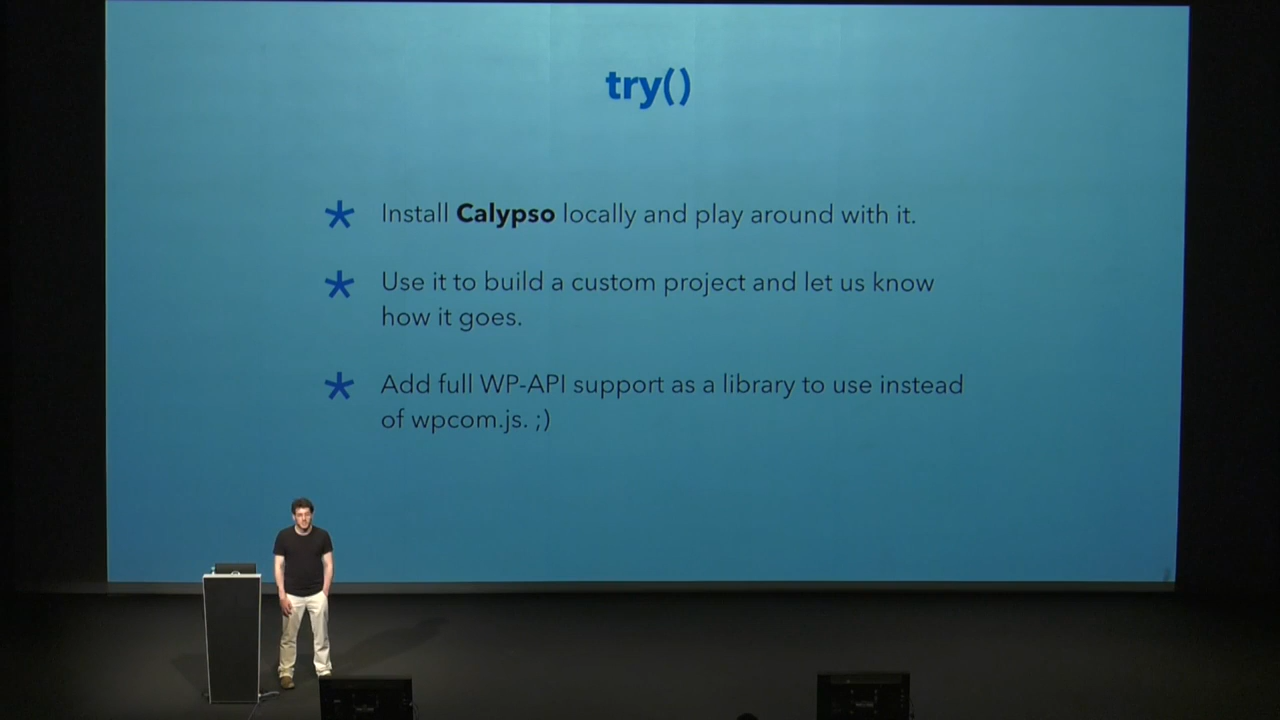 try()
* Install Calypso locally and play around with it.
* Use it to build a custom project and let us know
how it goes.
* Add full WP-API support as a library to use instead
of wpcom.js. ;)